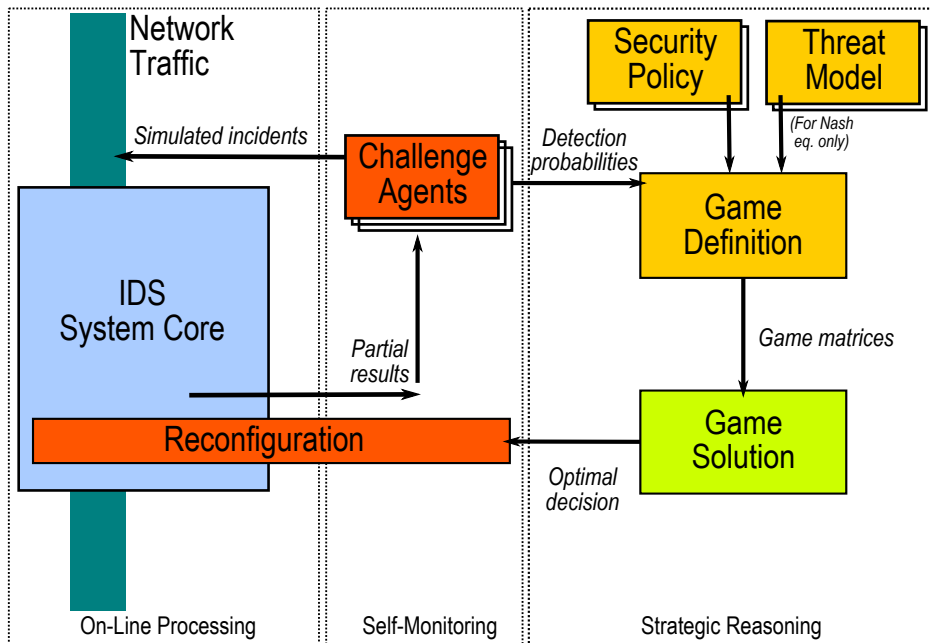 Network
Traffic
Security
Policy
Threat
Model
(For Nash
eq. only)
Simulated incidents
Challenge
Agents
Detection
probabilities
Game
Definition
IDS
System Core
Partial
results
Game matrices
Reconfiguration
Game
Solution
Optimal
decision
On-Line Processing
Self-Monitoring
Strategic Reasoning